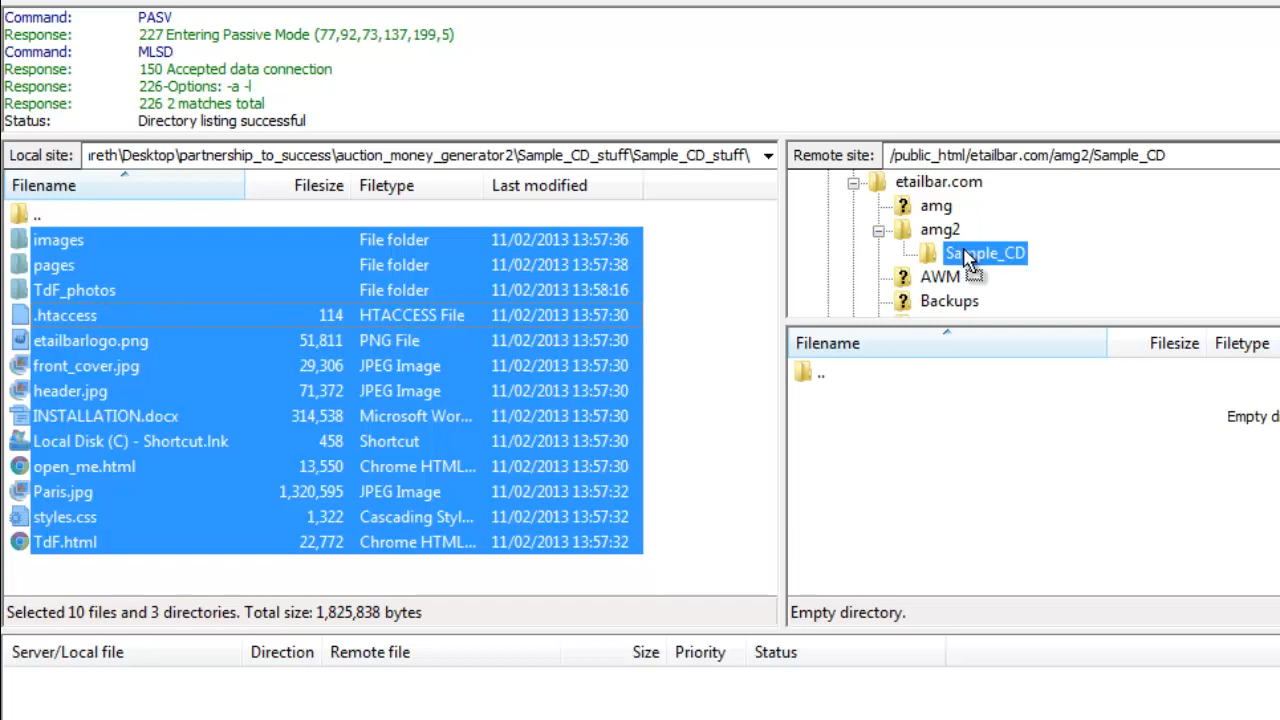 Command: PASV
Response: 227 Entering Passive Mode (77,92,73,137,199,5)
Command: MLSD
Response: 150 Accepted data connection
Response: 226-Options: -a -l
Response: 226 2 matches total
Status: Directory listing successful
Local site: ıreth\Desktop\partnership_to_success\auction_money_generator2\Sample_CD_stuff\Sample_CD_stuff\
Filename Filesize Filetype Last modified
..
images File folder 11/02/2013 13:57:36
pages File folder 11/02/2013 13:57:38
TdF_photos File folder 11/02/2013 13:58:16
.htaccess 114 HTACCESS File 11/02/2013 13:57:30
etailbarlogo.png 51,811 PNG File 11/02/2013 13:57:30
front_cover.jpg 29,306 JPEG Image 11/02/2013 13:57:30
header.jpg 71,372 JPEG Image 11/02/2013 13:57:30
INSTALLATION.docx 314,538 Microsoft Wor... 11/02/2013 13:57:30
Local Disk (C) - Shortcut.lnk 458 Shortcut 11/02/2013 13:57:30
open_me.html 13,550 Chrome HTML... 11/02/2013 13:57:30
Paris.jpg 1,320,595 JPEG Image 11/02/2013 13:57:32
styles.css 1,322 Cascading Styl... 11/02/2013 13:57:32
TdF.html 22,772 Chrome HTML... 11/02/2013 13:57:32
Selected 10 files and 3 directories. Total size: 1,825,838 bytes
Remote site: /public_html/etailbar.com/amg2/Sample_CD
etailbar.com
? amg
amg2
Sample_CD
? AWM
? Backups
Filename Filesize Filetype
..
Empty d
Empty directory.
Server/Local file Direction Remote file Size Priority Status